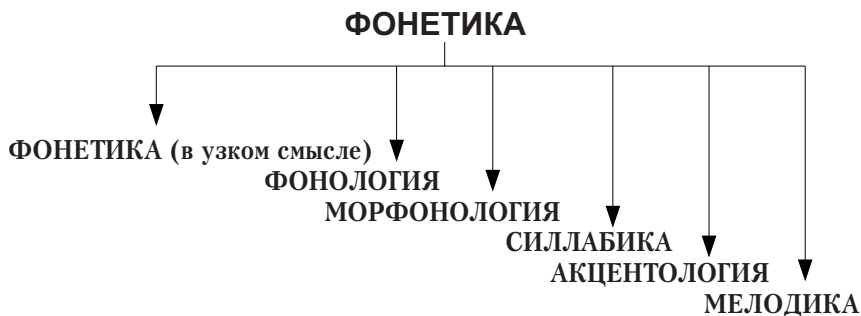 ФОНЕТИКА
ФОНЕТИКА (в узком смысле)
ФОНОЛОГИЯ
МОРФОНОЛОГИЯ
СИЛЛАБИКА
АКЦЕНТОЛОГИЯ
МЕЛОДИКА